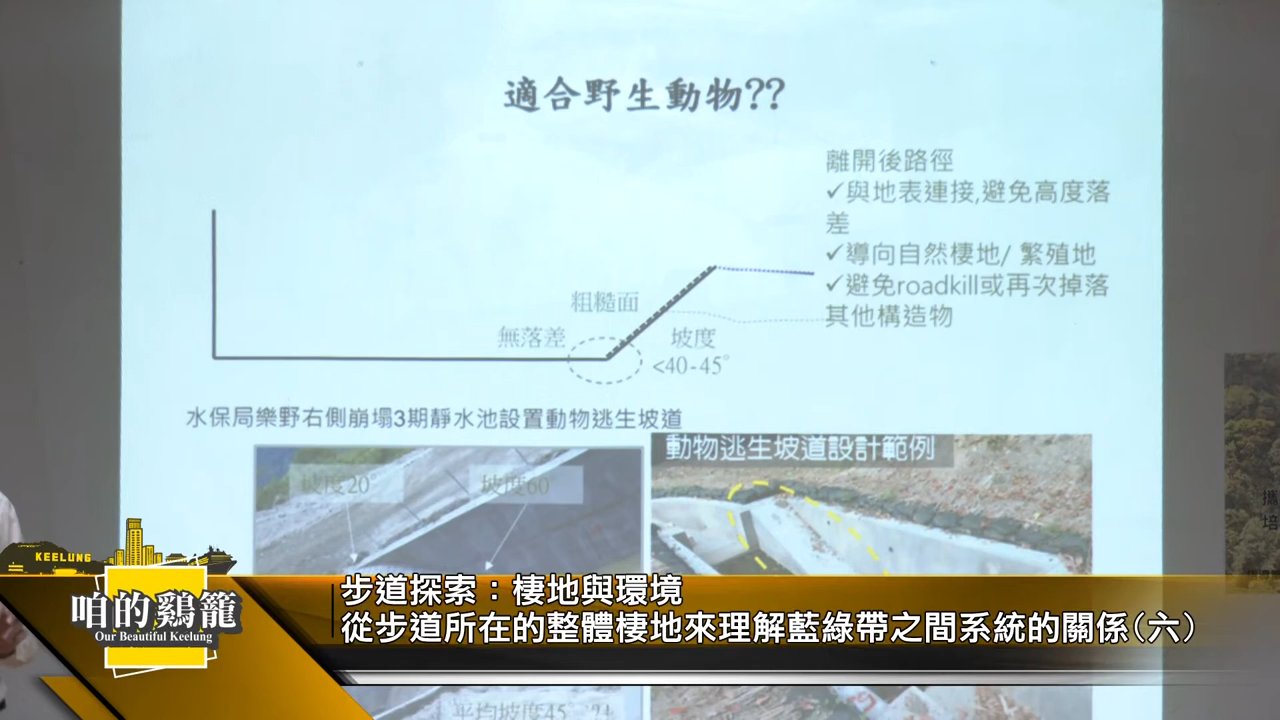 適合野生動物??
離開後路徑
✓與地表連接,避免高度落
差
✓導向自然棲地/ 繁殖地
✓避免roadkill或再次掉落
其他構造物
粗糙面
無落差
坡度
<40-45°
水保局樂野右側崩塌3期靜水池設置動物逃生坡道
動物逃生坡道設計範例
坡度20°
坡度60
KEELUNG
咱的鷄籠
Our Beautiful Keelung
步道探索：棲地與環境
從步道所在的整體棲地來理解藍綠帶之間系統的關係（六）
平均坡度45°